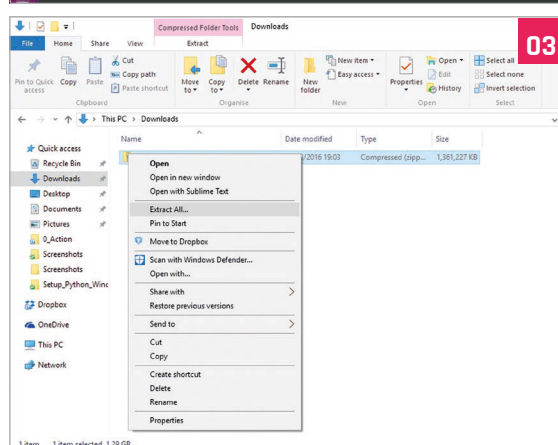 Compressed Folder Tools
Downloads
File
Home
Share
View
Extract
03
Pin to Quick access
Copy
Paste
Cut
Copy path
Paste shortcut
Clipboard
Move to
Copy to
Delete
Rename
Organise
New folder
New item
Easy access
New
Properties
Open
Edit
History
Open
Select all
Select none
Invert selection
Select
This PC > Downloads
Name
Date modified
Type
Size
/2016 19:03
Compressed (zipp...
1,361,227 KB
Quick access
Recycle Bin
Downloads
Desktop
Documents
Pictures
0_Action
Screenshots
Screenshots
Setup_Python_Winc
Dropbox
OneDrive
This PC
Network
Open
Open in new window
Open with Sublime Text
Extract All...
Pin to Start
Move to Dropbox
Scan with Windows Defender...
Open with...
Share with
Restore previous versions
Send to
Cut
Copy
Create shortcut
Delete
Rename
Properties
1 item
1 item selected 1.29 GB